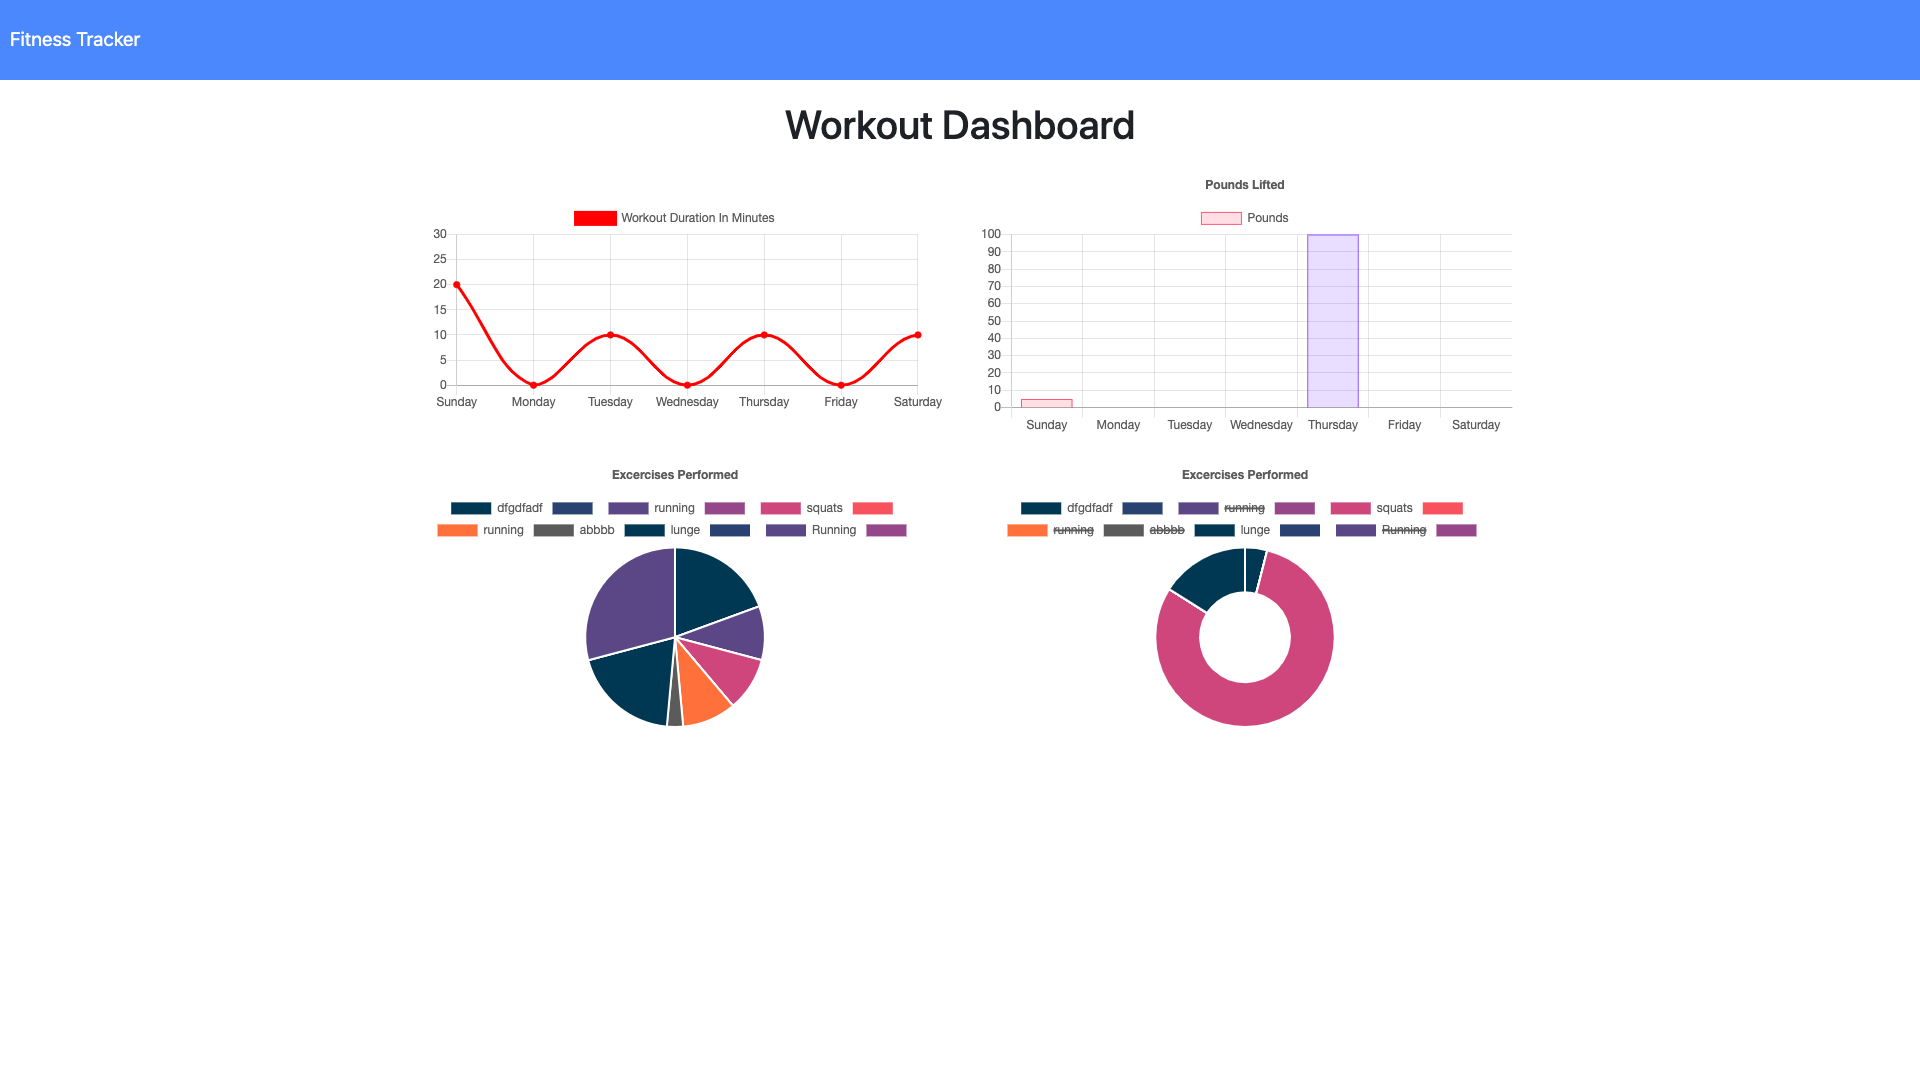 Fitness Tracker
Workout Dashboard
Workout Duration In Minutes
30
25
20
15
10
5
0
Sunday Monday Tuesday Wednesday Thursday Friday Saturday
Pounds Lifted
Pounds
100
90
80
70
60
50
40
30
20
10
0
Sunday Monday Tuesday Wednesday Thursday Friday Saturday
Excercises Performed
dfgdfadf running squats
running abbbb lunge Running
Excercises Performed
dfgdfadf running squats
running abbbb lunge Running